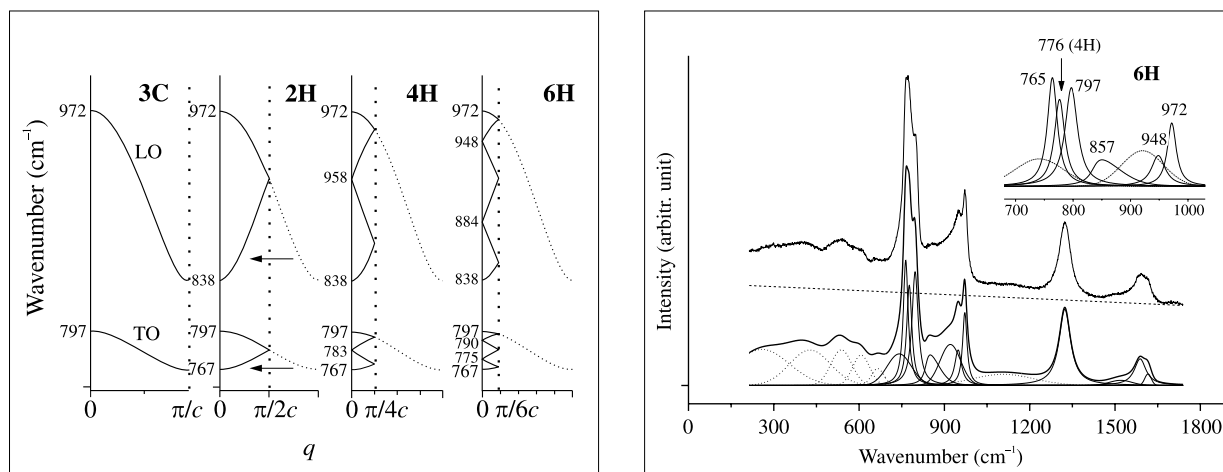 3C 2H 4H 6H
972 972 972 972
LO
948
958
884
838 838 838 838
797 TO 797 797 797
790
783
775
767 767 767
0 π/c 0 π/2c 0 π/4c 0 π/6c
q
Wavenumber (cm⁻¹)
776 (4H)
6H
765 797
972
857 948
700 800 900 1000
Intensity (arbitr. unit)
0 300 600 900 1200 1500 1800
Wavenumber (cm⁻¹)